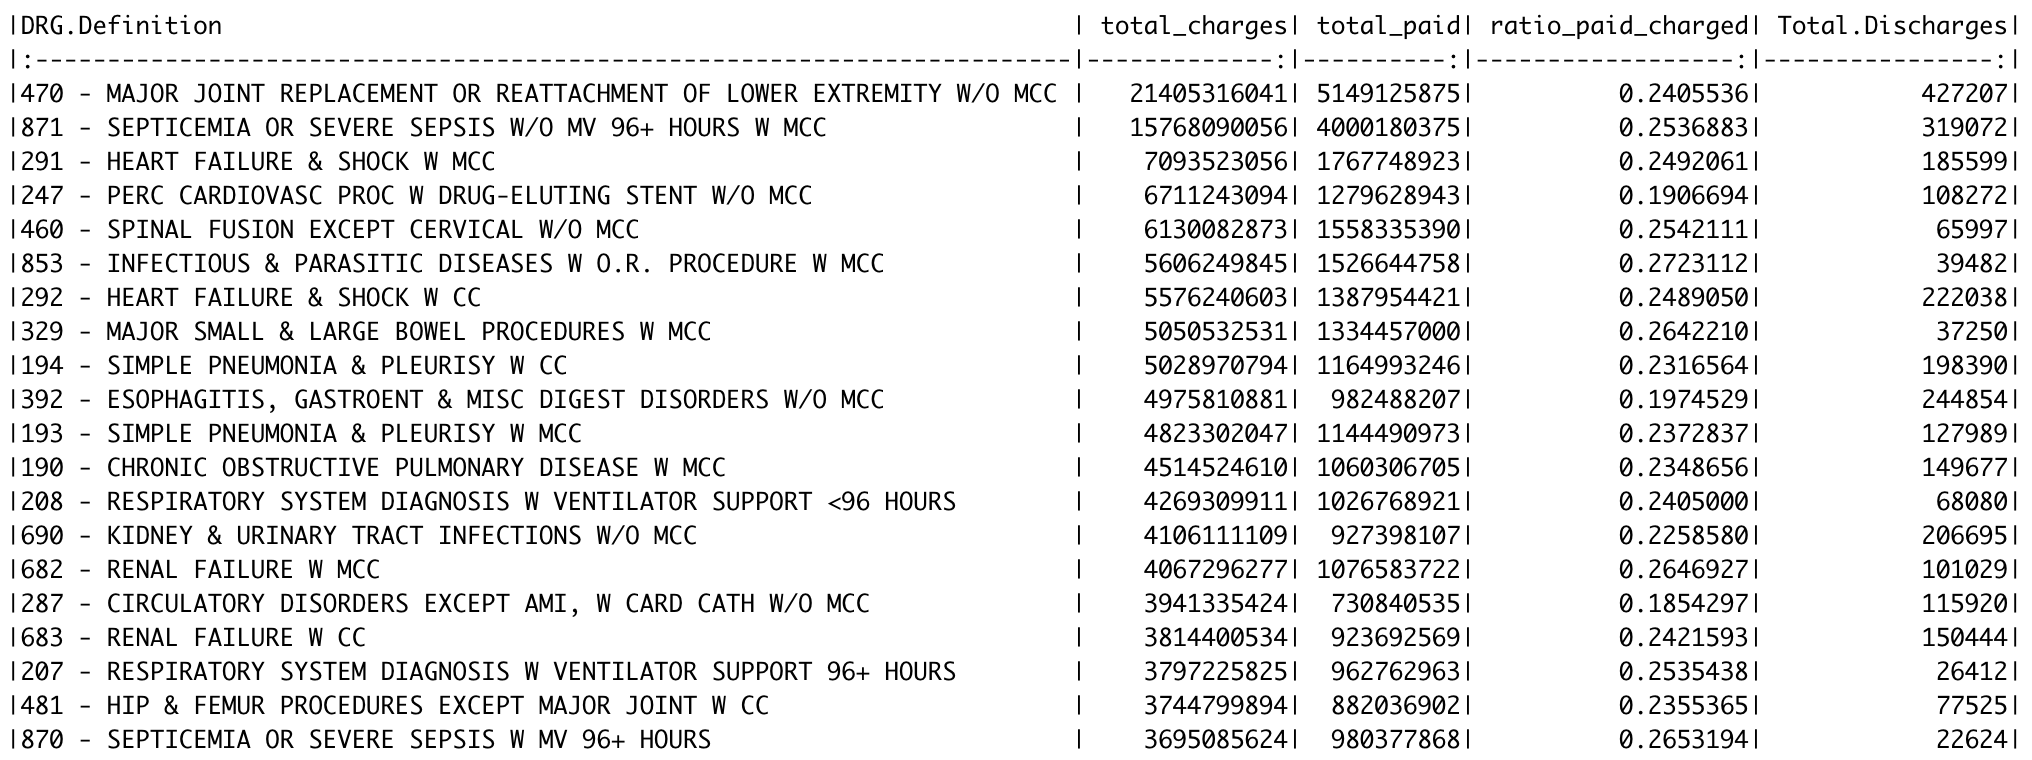 |DRG.Definition | total_charges| total_paid| ratio_paid_charged| Total.Discharges|
|:------------------------------------------------------------------------|-------------:|----------:|------------------:|----------------:|
|470 - MAJOR JOINT REPLACEMENT OR REATTACHMENT OF LOWER EXTREMITY W/O MCC | 21405316041| 5149125875| 0.2405536| 427207|
|871 - SEPTICEMIA OR SEVERE SEPSIS W/O MV 96+ HOURS W MCC | 15768090056| 4000180375| 0.2536883| 319072|
|291 - HEART FAILURE & SHOCK W MCC | 7093523056| 1767748923| 0.2492061| 185599|
|247 - PERC CARDIOVASC PROC W DRUG-ELUTING STENT W/O MCC | 6711243094| 1279628943| 0.1906694| 108272|
|460 - SPINAL FUSION EXCEPT CERVICAL W/O MCC | 6130082873| 1558335390| 0.2542111| 65997|
|853 - INFECTIOUS & PARASITIC DISEASES W O.R. PROCEDURE W MCC | 5606249845| 1526644758| 0.2723112| 39482|
|292 - HEART FAILURE & SHOCK W CC | 5576240603| 1387954421| 0.2489050| 222038|
|329 - MAJOR SMALL & LARGE BOWEL PROCEDURES W MCC | 5050532531| 1334457000| 0.2642210| 37250|
|194 - SIMPLE PNEUMONIA & PLEURISY W CC | 5028970794| 1164993246| 0.2316564| 198390|
|392 - ESOPHAGITIS, GASTROENT & MISC DIGEST DISORDERS W/O MCC | 4975810881| 982488207| 0.1974529| 244854|
|193 - SIMPLE PNEUMONIA & PLEURISY W MCC | 4823302047| 1144490973| 0.2372837| 127989|
|190 - CHRONIC OBSTRUCTIVE PULMONARY DISEASE W MCC | 4514524610| 1060306705| 0.2348656| 149677|
|208 - RESPIRATORY SYSTEM DIAGNOSIS W VENTILATOR SUPPORT <96 HOURS | 4269309911| 1026768921| 0.2405000| 68080|
|690 - KIDNEY & URINARY TRACT INFECTIONS W/O MCC | 4106111109| 927398107| 0.2258580| 206695|
|682 - RENAL FAILURE W MCC | 4067296277| 1076583722| 0.2646927| 101029|
|287 - CIRCULATORY DISORDERS EXCEPT AMI, W CARD CATH W/O MCC | 3941335424| 730840535| 0.1854297| 115920|
|683 - RENAL FAILURE W CC | 3814400534| 923692569| 0.2421593| 150444|
|207 - RESPIRATORY SYSTEM DIAGNOSIS W VENTILATOR SUPPORT 96+ HOURS | 3797225825| 962762963| 0.2535438| 26412|
|481 - HIP & FEMUR PROCEDURES EXCEPT MAJOR JOINT W CC | 3744799894| 882036902| 0.2355365| 77525|
|870 - SEPTICEMIA OR SEVERE SEPSIS W MV 96+ HOURS | 3695085624| 980377868| 0.2653194| 22624|